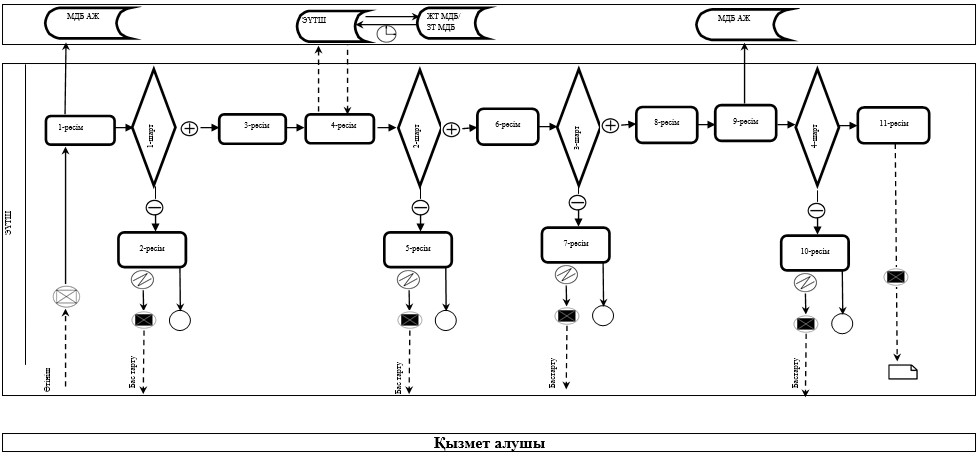 МДБ АЖ
ЭҮТШ
ЖТ МДБ/
ЗТ МДБ
МДБ АЖ
ЭҮТШ
1-рәсім
1-шарт
3-рәсім
4-рәсім
2-шарт
6-рәсім
3-шарт
8-рәсім
9-рәсім
4-шарт
11-рәсім
2-рәсім
5-рәсім
7-рәсім
10-рәсім
Өтініш
Бас тарту
Бас тарту
Бастарту
Бастарту
Қызмет алушы